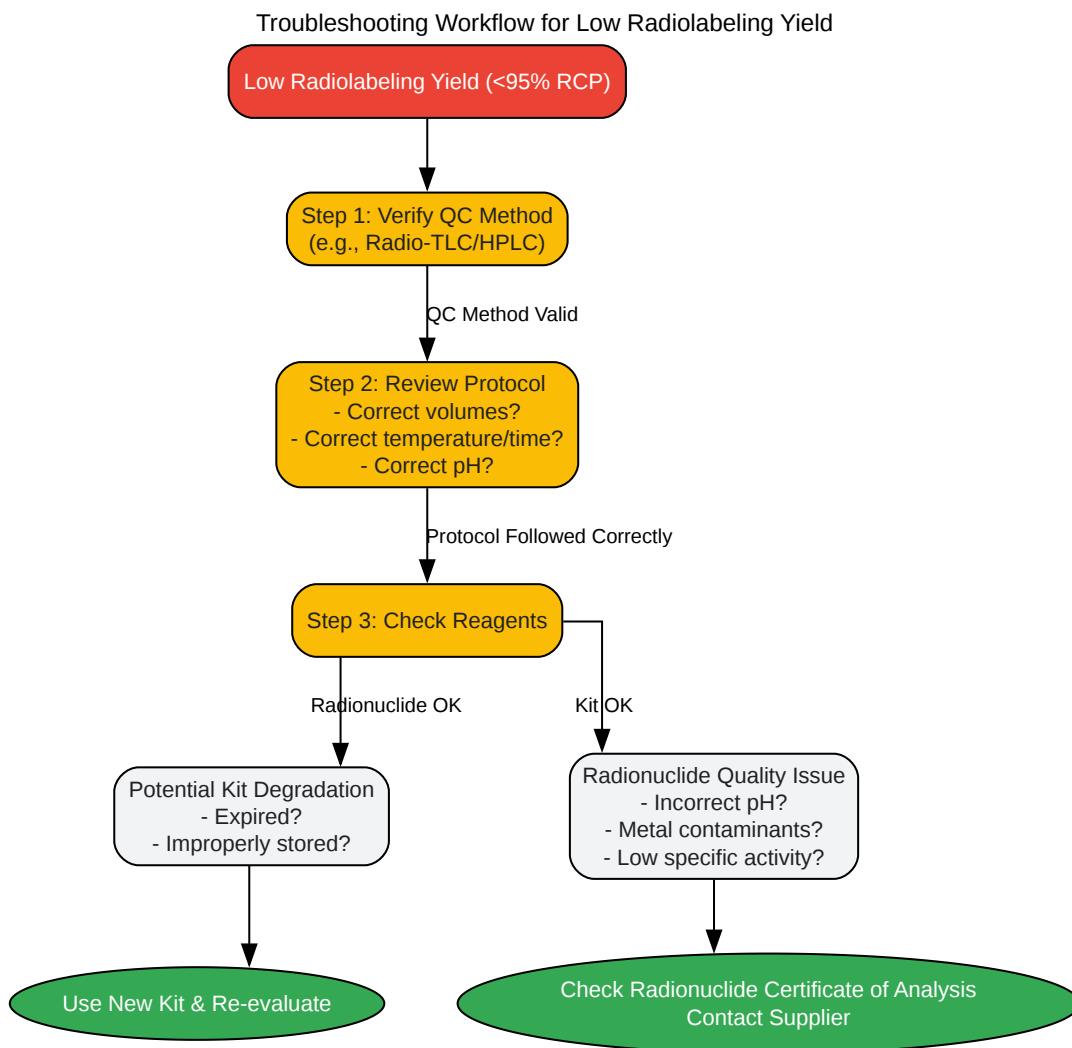 Troubleshooting Workflow for Low Radiolabeling Yield
Low Radiolabeling Yield (<95% RCP)
Step 1: Verify QC Method
(e.g., Radio-TLC/HPLC)
QC Method Valid
Step 2: Review Protocol
- Correct volumes?
- Correct temperature/time?
- Correct pH?
Protocol Followed Correctly
Step 3: Check Reagents
Radionuclide OK
Kit OK
Potential Kit Degradation
- Expired?
- Improperly stored?
Radionuclide Quality Issue
- Incorrect pH?
- Metal contaminants?
- Low specific activity?
Use New Kit & Re-evaluate
Check Radionuclide Certificate of Analysis
Contact Supplier